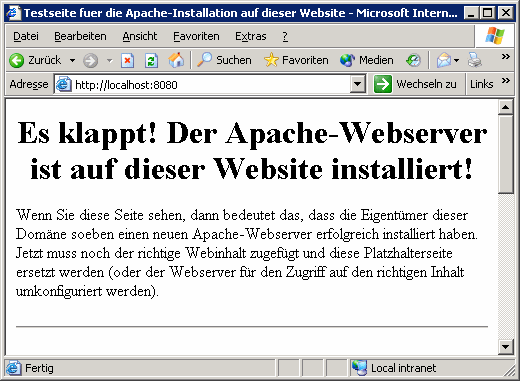 Testseite fuer die Apache-Installation auf dieser Website - Microsoft Intern...
Datei Bearbeiten Ansicht Favoriten Extras ?
Zurück Suchen Favoriten Medien »
Adresse http://localhost:8080 Wechseln zu Links »
Es klappt! Der Apache-Webserver
ist auf dieser Website installiert!
Wenn Sie diese Seite sehen, dann bedeutet das, dass die Eigentümer dieser
Domäne soeben einen neuen Apache-Webserver erfolgreich installiert haben.
Jetzt muss noch der richtige Webinhalt zugefügt und diese Platzhalterseite
ersetzt werden (oder der Webserver für den Zugriff auf den richtigen Inhalt
umkonfiguriert werden).
Fertig Local intranet